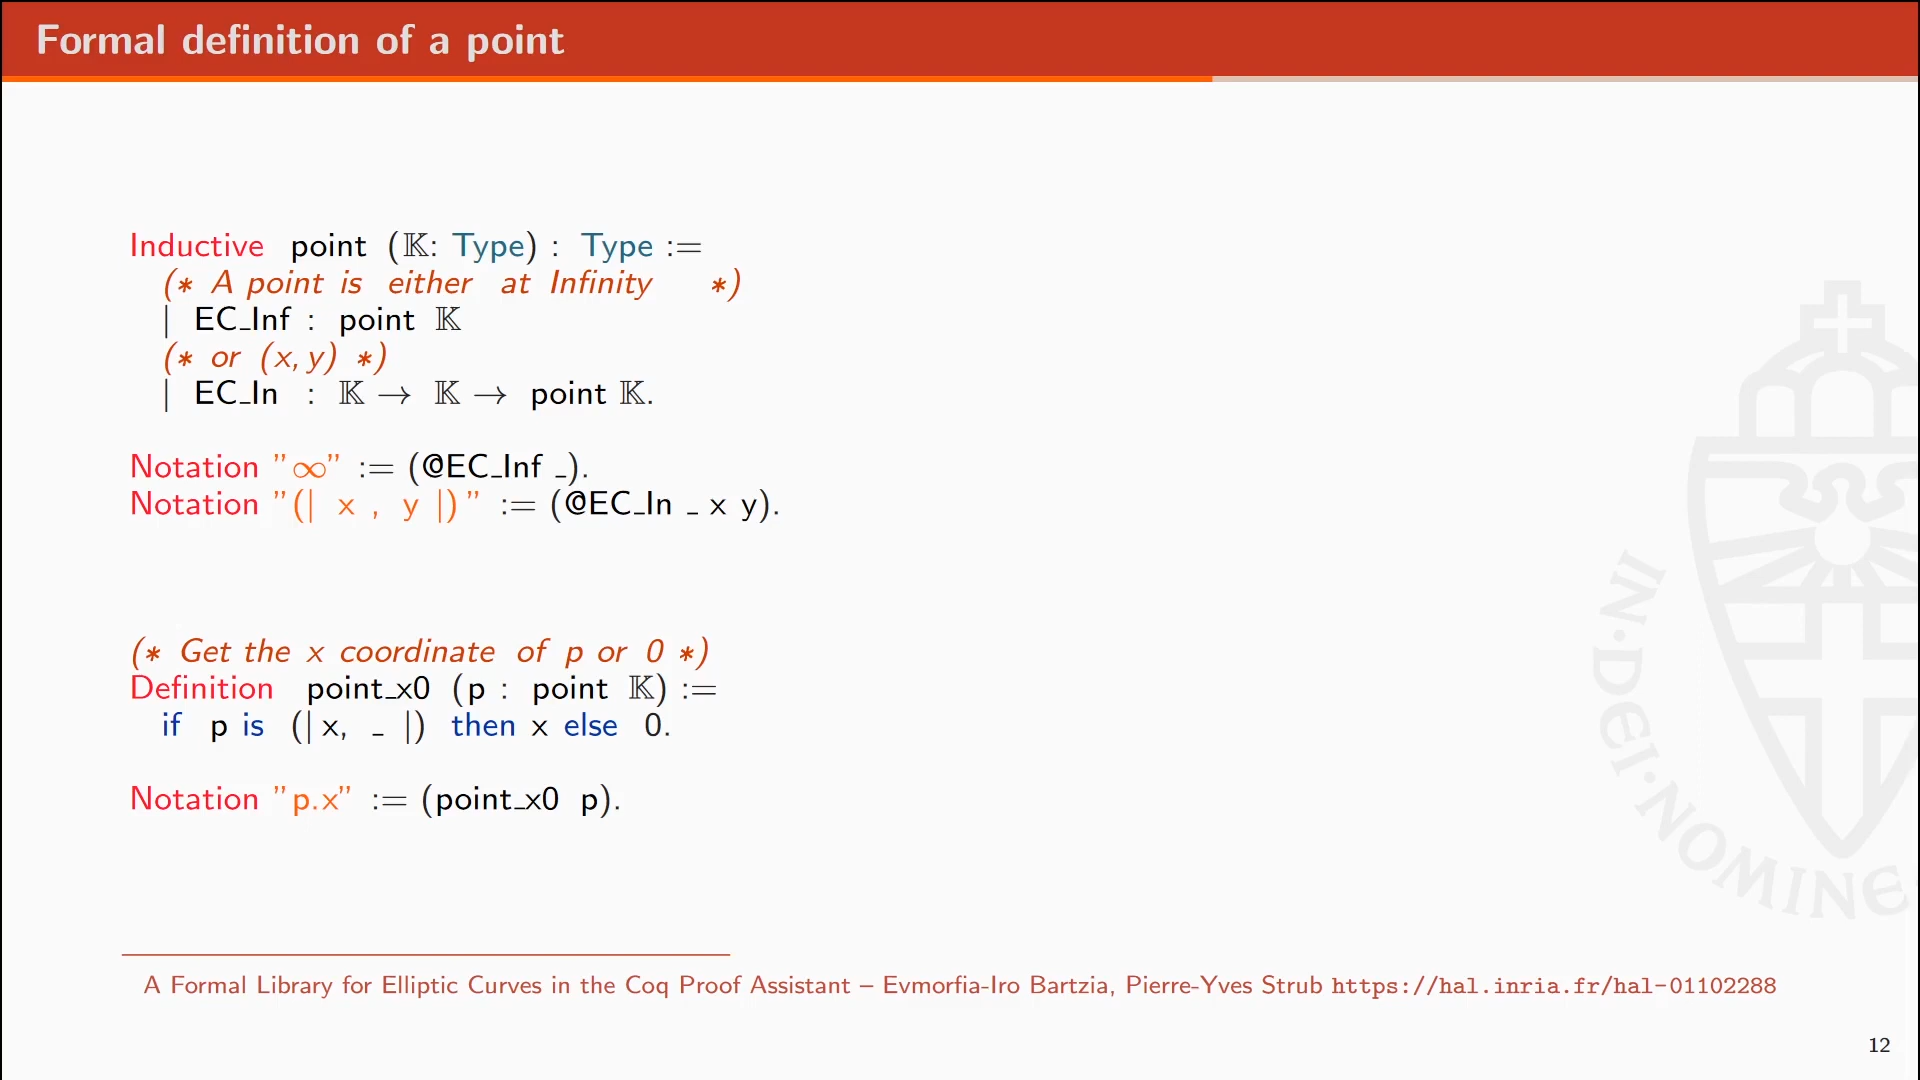 Formal definition of a point
Inductive point (𝕂: Type) : Type :=
(* A point is either at Infinity *)
| EC_Inf : point 𝕂
(* or (x, y) *)
| EC_In : 𝕂 → 𝕂 → point 𝕂.
Notation "∞" := (@EC_Inf _).
Notation "(| x , y |)" := (@EC_In _ x y).
(* Get the x coordinate of p or 0 *)
Definition point_x0 (p : point 𝕂) :=
if p is (| x, _ |) then x else 0.
Notation "p.x" := (point_x0 p).
A Formal Library for Elliptic Curves in the Coq Proof Assistant – Evmorfia-Iro Bartzia, Pierre-Yves Strub https://hal.inria.fr/hal-01102288
12
IN·DEI·NOMINE